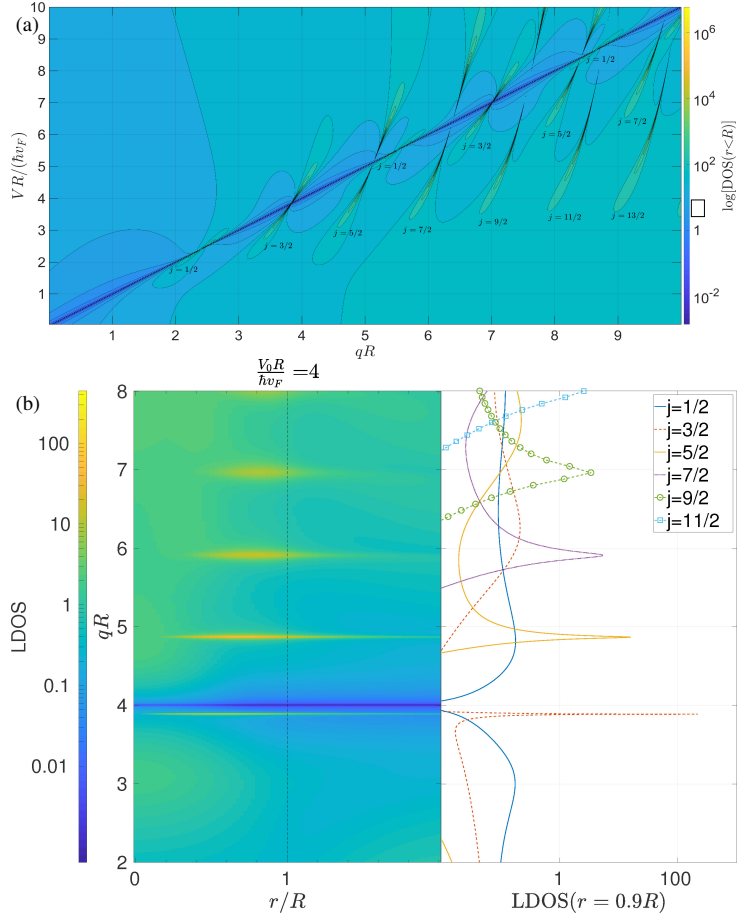 (a)
10
9
8
7
6
5
4
3
2
1
VR/(ħv_F)
1
2
3
4
5
6
7
8
9
qR
j = 1/2
j = 3/2
j = 5/2
j = 1/2
j = 7/2
j = 3/2
j = 9/2
j = 5/2
j = 11/2
j = 1/2
j = 7/2
j = 13/2
10^6
10^4
10^2
1
10^-2
log[DOS(r<R)]
V_0R/ħv_F =4
(b)
100
10
1
0.1
0.01
LDOS
8
7
6
5
4
3
2
qR
0
1
r/R
j=1/2
j=3/2
j=5/2
j=7/2
j=9/2
j=11/2
1
100
LDOS(r = 0.9R)